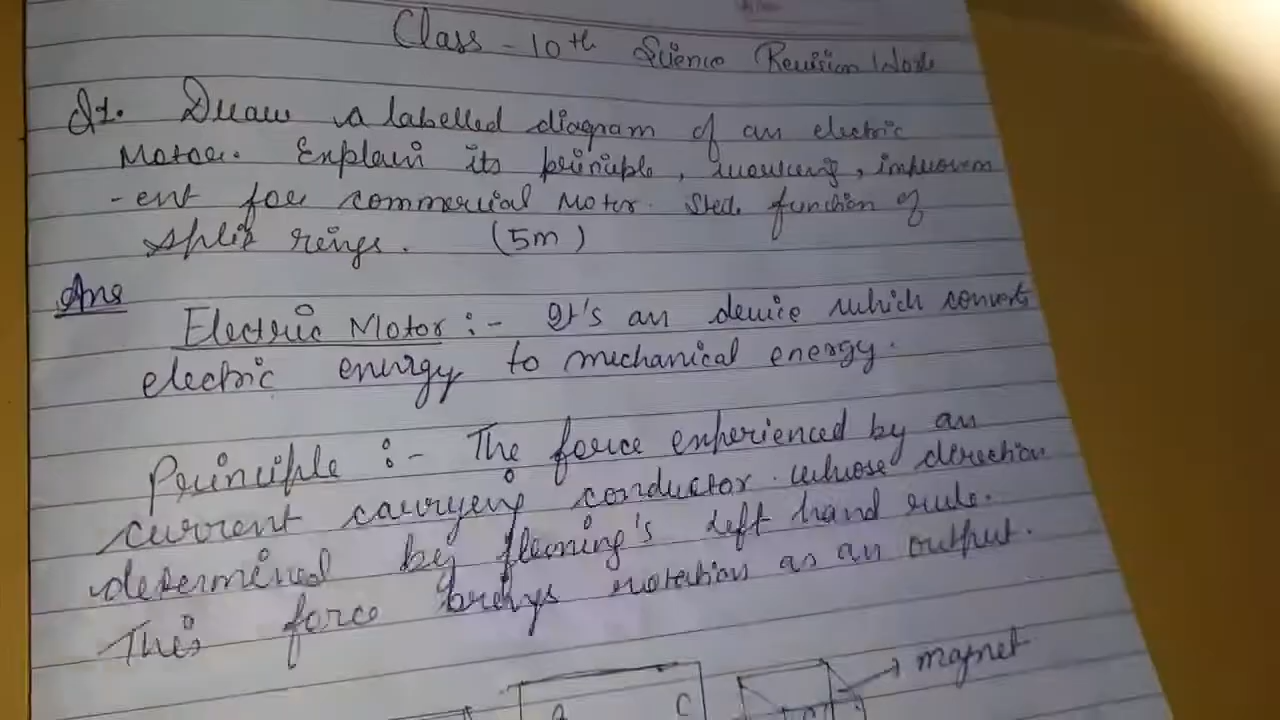 Class - 10th Science Revision Work
Q1. Draw a labelled diagram of an electric
Motor. Explain its principle, working, improvem
-ent for commercial Motor. State function of
split rings. (5m)
Ans
Electric Motor :- It's an device which converts
electric energy to mechanical energy.
Principle :- The force experienced by an
current carrying conductor. whose direction
determined by fleming's left hand rule.
This force brings rotation as an output.
magnet
B C